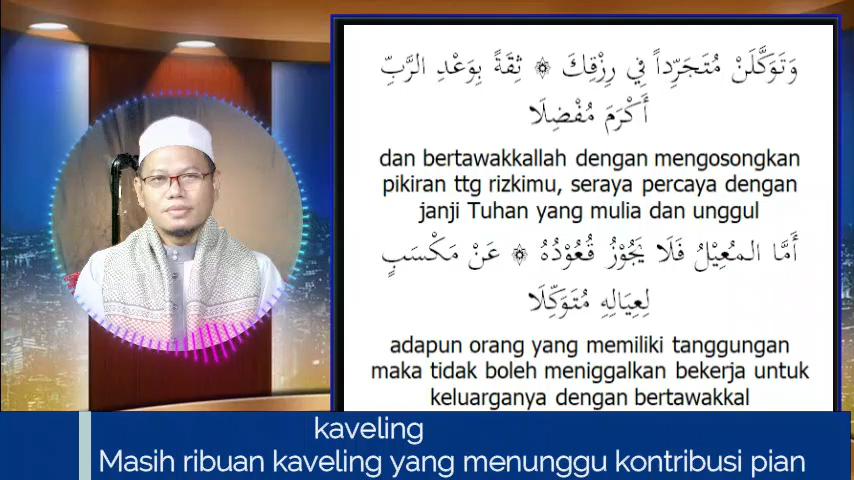 وَتَوَكَّلَنْ مُتَجَرِّداً فِي رِزْقِكَ ۞ ثِقَةً بِوَعْدِ الرَّبِّ
أَكْرَمَ مُفْضِلَا
dan bertawakkallah dengan mengosongkan
pikiran ttg rizkimu, seraya percaya dengan
janji Tuhan yang mulia dan unggul
أَمَّا المُعِيْلُ فَلَا يَجُوْزُ قُعُوْدُهُ ۞ عَنْ مَكْسَبٍ
لِعِيَالِهِ مُتَوَكِّلَا
adapun orang yang memiliki tanggungan
maka tidak boleh meniggalkan bekerja untuk
keluarganya dengan bertawakkal
kaveling
Masih ribuan kaveling yang menunggu kontribusi pian